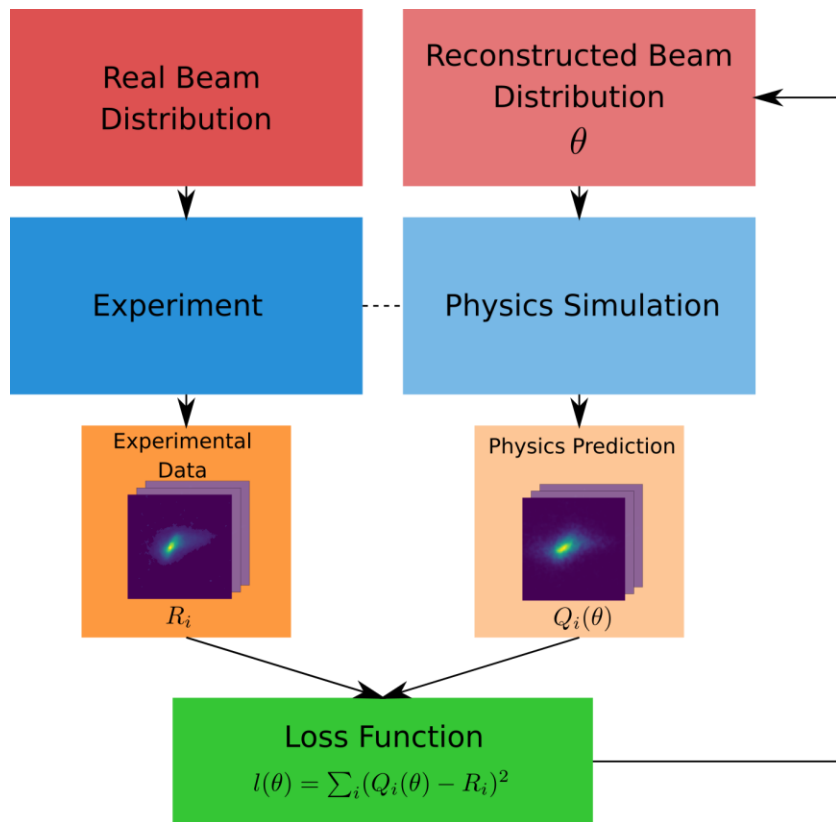 Real Beam
Distribution
Reconstructed Beam
Distribution
θ
Experiment
Physics Simulation
Experimental
Data
R_i
Physics Prediction
Q_i(θ)
Loss Function
l(θ) = ∑_i(Q_i(θ) − R_i)^2